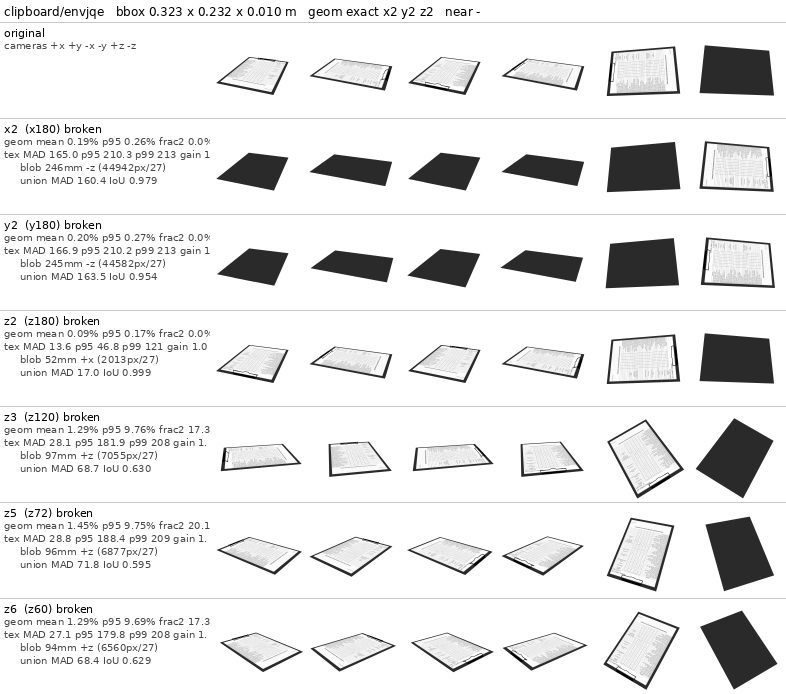 clipboard/envjqe   bbox 0.323 x 0.232 x 0.010 m   geom exact x2 y2 z2   near -
original
cameras +x +y -x -y +z -z
x2  (x180) broken
geom mean 0.19% p95 0.26% frac2 0.0%
tex MAD 165.0 p95 210.3 p99 213 gain 1
blob 246mm -z (44942px/27)
union MAD 160.4 IoU 0.979
y2  (y180) broken
geom mean 0.20% p95 0.27% frac2 0.0%
tex MAD 166.9 p95 210.2 p99 213 gain 1
blob 245mm -z (44582px/27)
union MAD 163.5 IoU 0.954
z2  (z180) broken
geom mean 0.09% p95 0.17% frac2 0.0%
tex MAD 13.6 p95 46.8 p99 121 gain 1.0
blob 52mm +x (2013px/27)
union MAD 17.0 IoU 0.999
z3  (z120) broken
geom mean 1.29% p95 9.76% frac2 17.3
tex MAD 28.1 p95 181.9 p99 208 gain 1.
blob 97mm +z (7055px/27)
union MAD 68.7 IoU 0.630
z5  (z72) broken
geom mean 1.45% p95 9.75% frac2 20.1
tex MAD 28.8 p95 188.4 p99 209 gain 1.
blob 96mm +z (6877px/27)
union MAD 71.8 IoU 0.595
z6  (z60) broken
geom mean 1.29% p95 9.69% frac2 17.3
tex MAD 27.1 p95 179.8 p99 208 gain 1.
blob 94mm +z (6560px/27)
union MAD 68.4 IoU 0.629